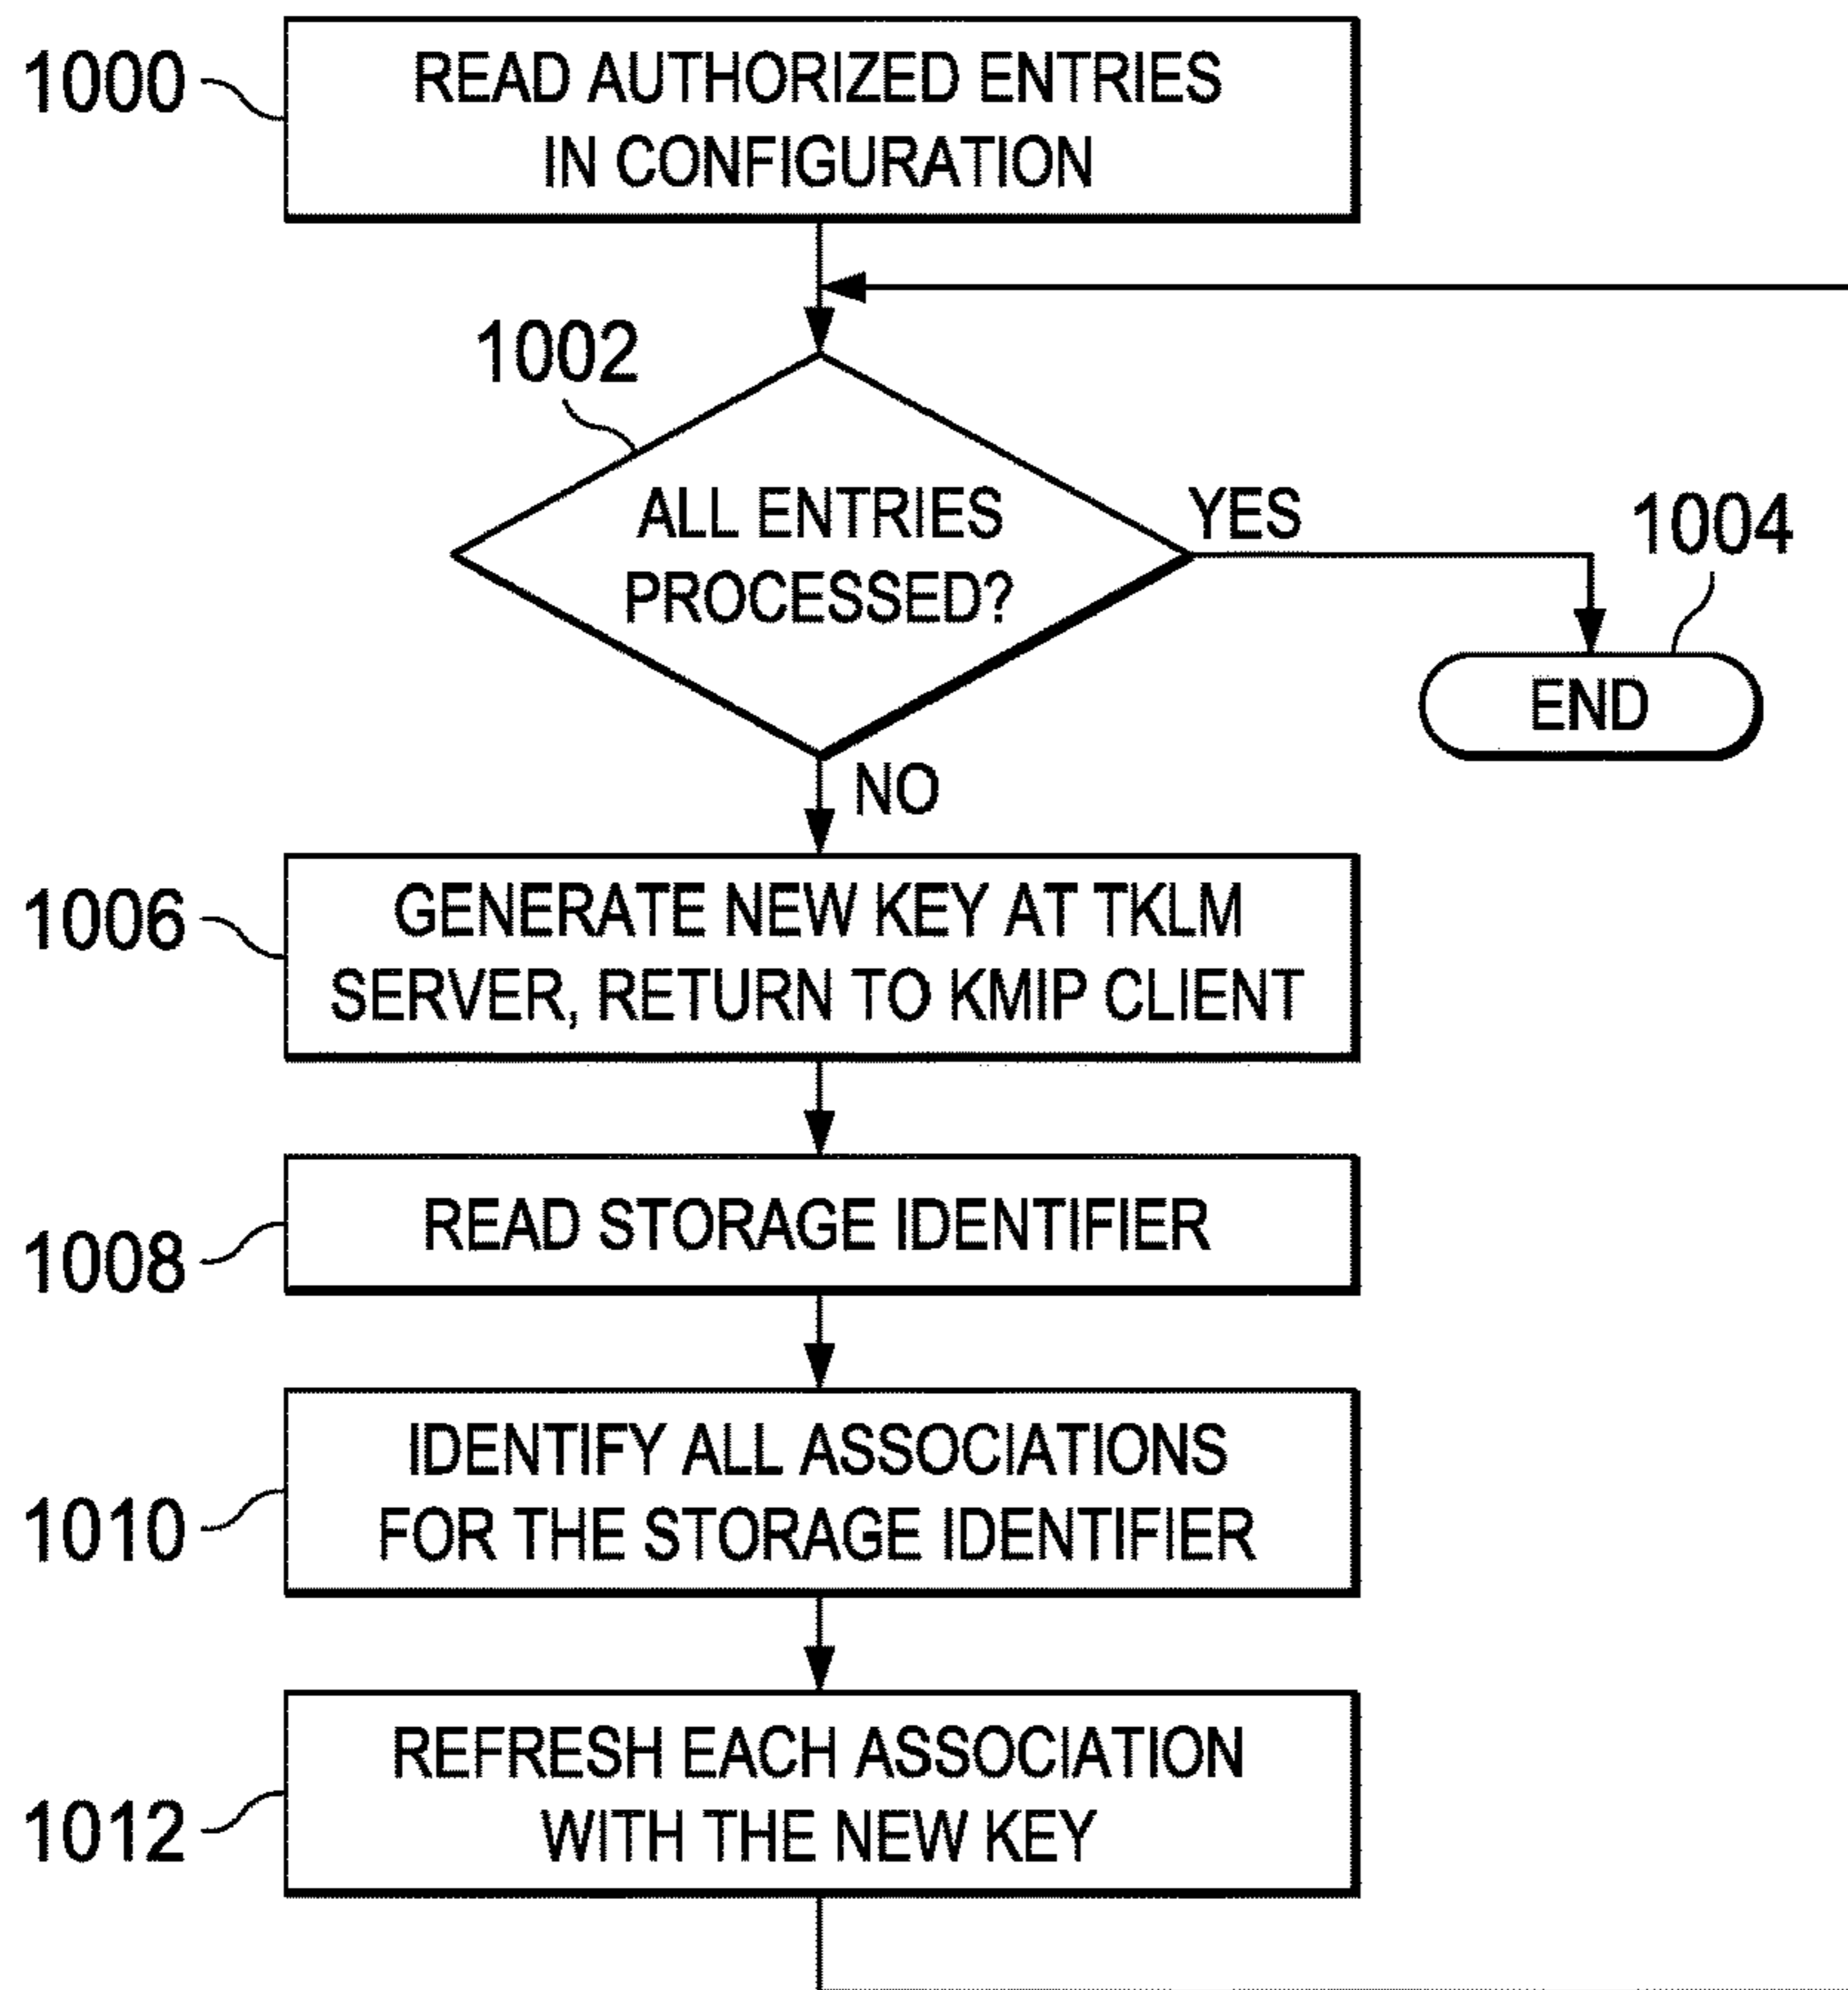 1000
READ AUTHORIZED ENTRIES
IN CONFIGURATION
1002
ALL ENTRIES
PROCESSED?
YES
1004
END
NO
1006
GENERATE NEW KEY AT TKLM
SERVER, RETURN TO KMIP CLIENT
1008
READ STORAGE IDENTIFIER
1010
IDENTIFY ALL ASSOCIATIONS
FOR THE STORAGE IDENTIFIER
1012
REFRESH EACH ASSOCIATION
WITH THE NEW KEY